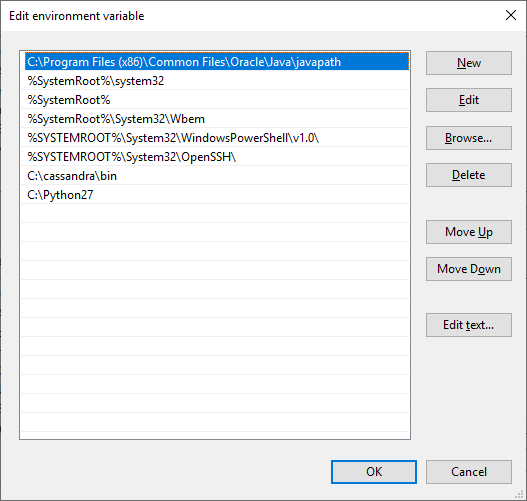 Edit environment variable
C:\Program Files (x86)\Common Files\Oracle\Java\javapath
%SystemRoot%\system32
%SystemRoot%
%SystemRoot%\System32\Wbem
%SYSTEMROOT%\System32\WindowsPowerShell\v1.0\
%SYSTEMROOT%\System32\OpenSSH\
C:\cassandra\bin
C:\Python27
New
Edit
Browse...
Delete
Move Up
Move Down
Edit text...
OK
Cancel